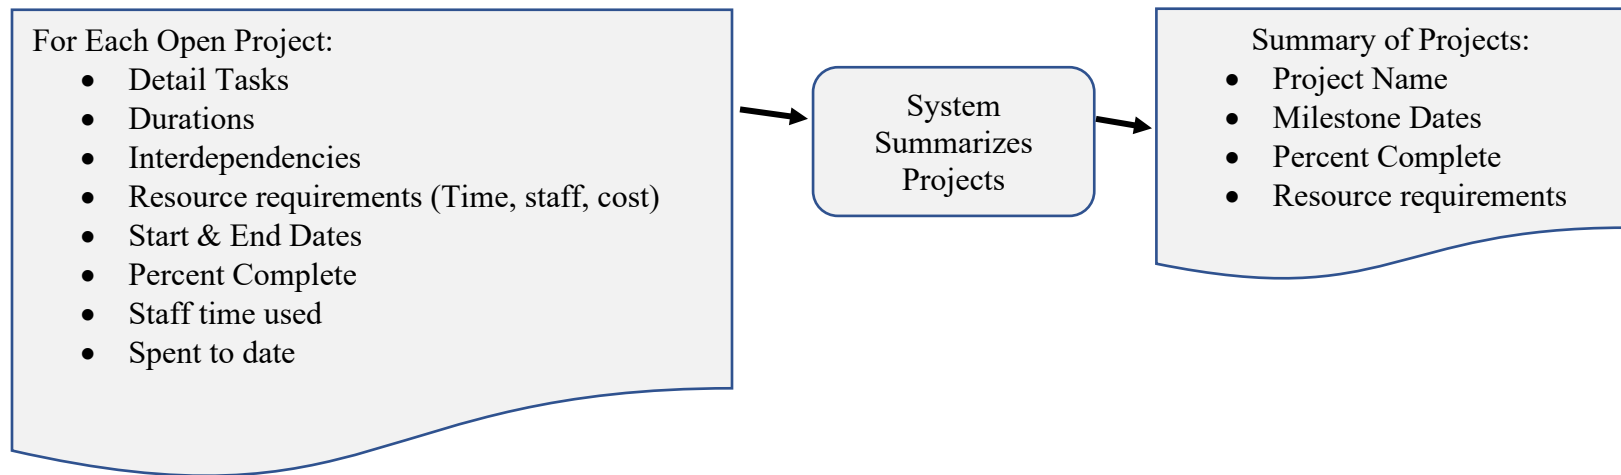 For Each Open Project:
• Detail Tasks
• Durations
• Interdependencies
• Resource requirements (Time, staff, cost)
• Start & End Dates
• Percent Complete
• Staff time used
• Spent to date
System
Summarizes
Projects
Summary of Projects:
• Project Name
• Milestone Dates
• Percent Complete
• Resource requirements